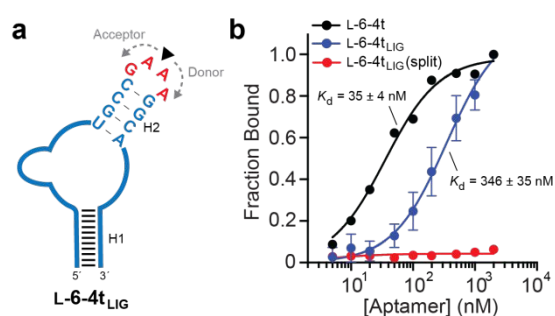 a
Acceptor
Donor
G A A A
C G
C G
G C
U A
H2
H1
5´ 3´
L-6-4tLIG
b
L-6-4t
L-6-4tLIG
L-6-4tLIG(split)
Kd = 35 ± 4 nM
Kd = 346 ± 35 nM
Fraction Bound
1.0
0.8
0.6
0.4
0.2
0
10¹ 10² 10³ 10⁴
[Aptamer] (nM)